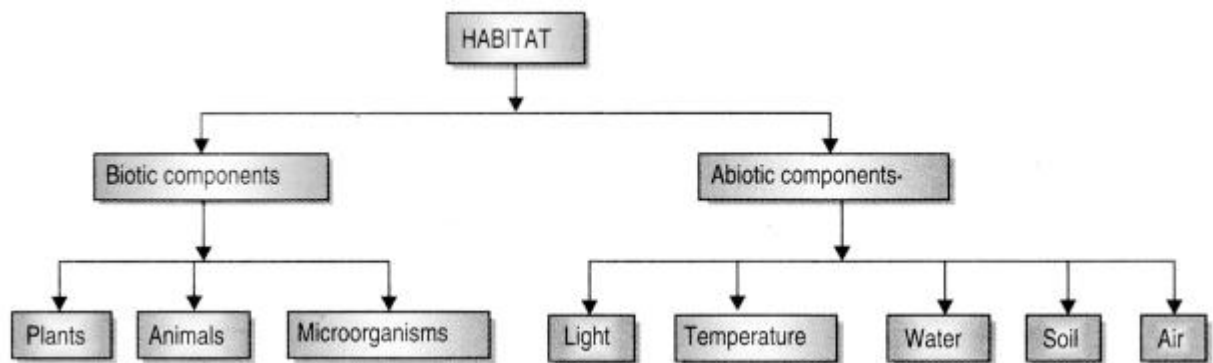 HABITAT
Biotic components
Abiotic components-
Plants
Animals
Microorganisms
Light
Temperature
Water
Soil
Air